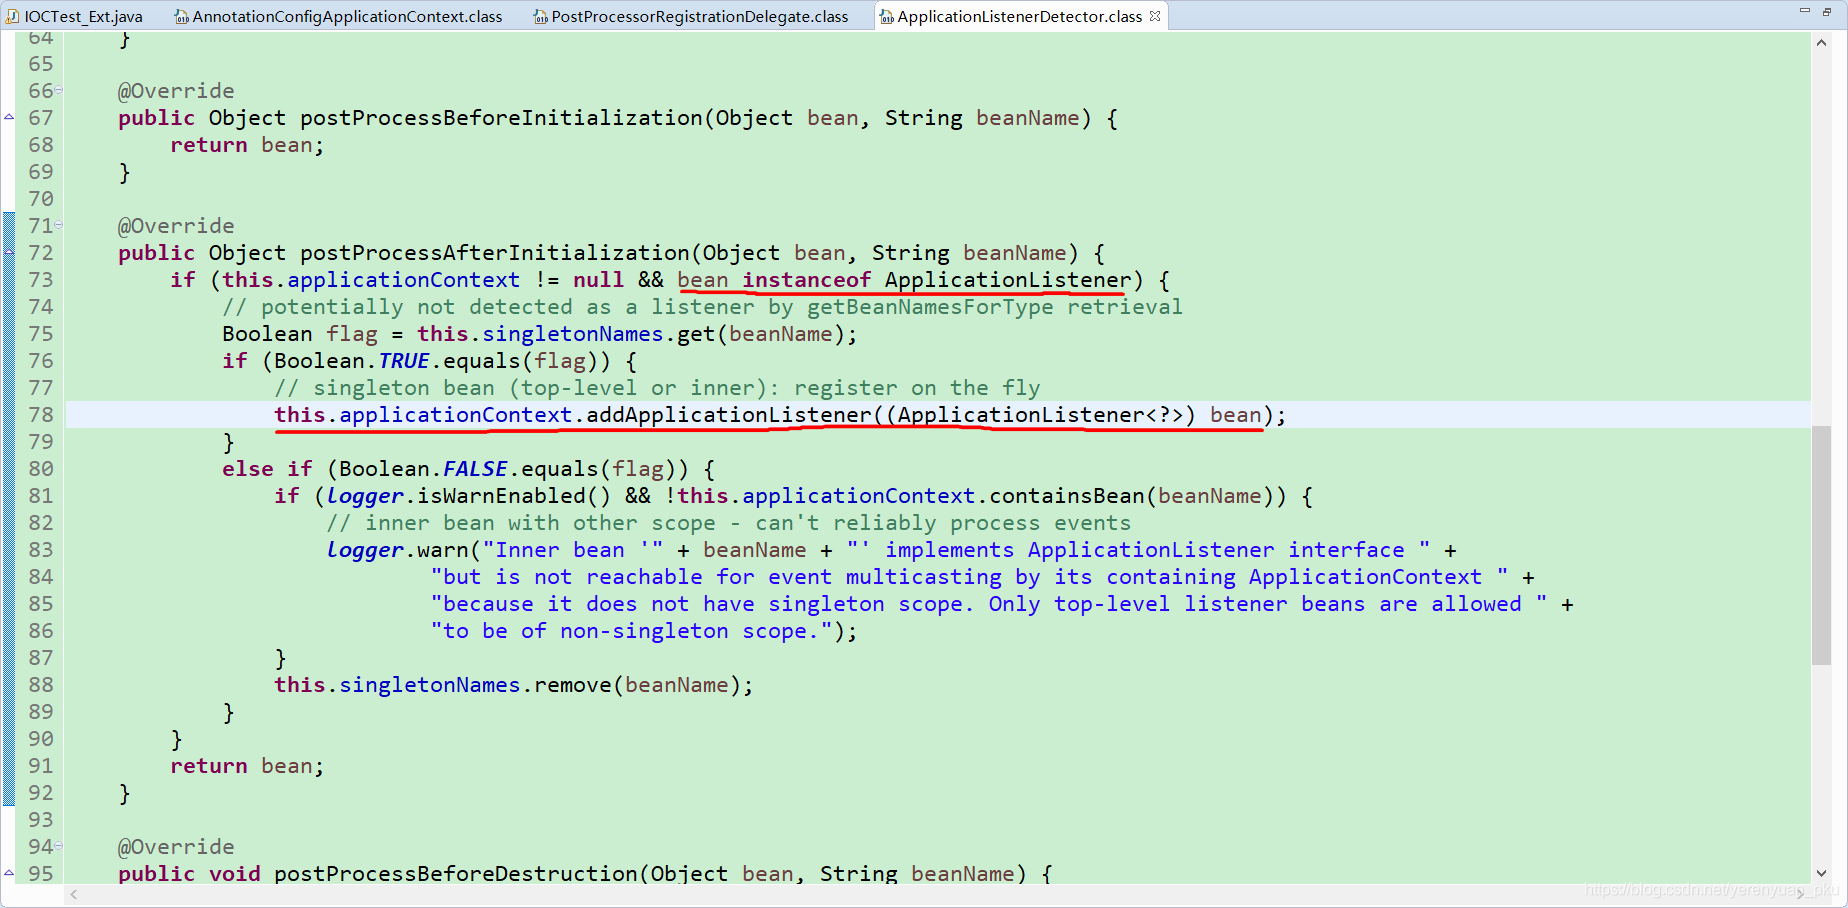 IOCTest_Ext.java AnnotationConfigApplicationContext.class PostProcessorRegistrationDelegate.class ApplicationListenerDetector.class
64 }
65
66 @Override
67 public Object postProcessBeforeInitialization(Object bean, String beanName) {
68 return bean;
69 }
70
71 @Override
72 public Object postProcessAfterInitialization(Object bean, String beanName) {
73 if (this.applicationContext != null && bean instanceof ApplicationListener) {
74 // potentially not detected as a listener by getBeanNamesForType retrieval
75 Boolean flag = this.singletonNames.get(beanName);
76 if (Boolean.TRUE.equals(flag)) {
77 // singleton bean (top-level or inner): register on the fly
78 this.applicationContext.addApplicationListener((ApplicationListener<?>) bean);
79 }
80 else if (Boolean.FALSE.equals(flag)) {
81 if (logger.isWarnEnabled() && !this.applicationContext.containsBean(beanName)) {
82 // inner bean with other scope - can't reliably process events
83 logger.warn("Inner bean '" + beanName + "' implements ApplicationListener interface " +
84 "but is not reachable for event multicasting by its containing ApplicationContext " +
85 "because it does not have singleton scope. Only top-level listener beans are allowed " +
86 "to be of non-singleton scope.");
87 }
88 this.singletonNames.remove(beanName);
89 }
90 }
91 return bean;
92 }
93
94 @Override
95 public void postProcessBeforeDestruction(Object bean, String beanName) {
https://blog.csdn.net/yerenyuan_pku